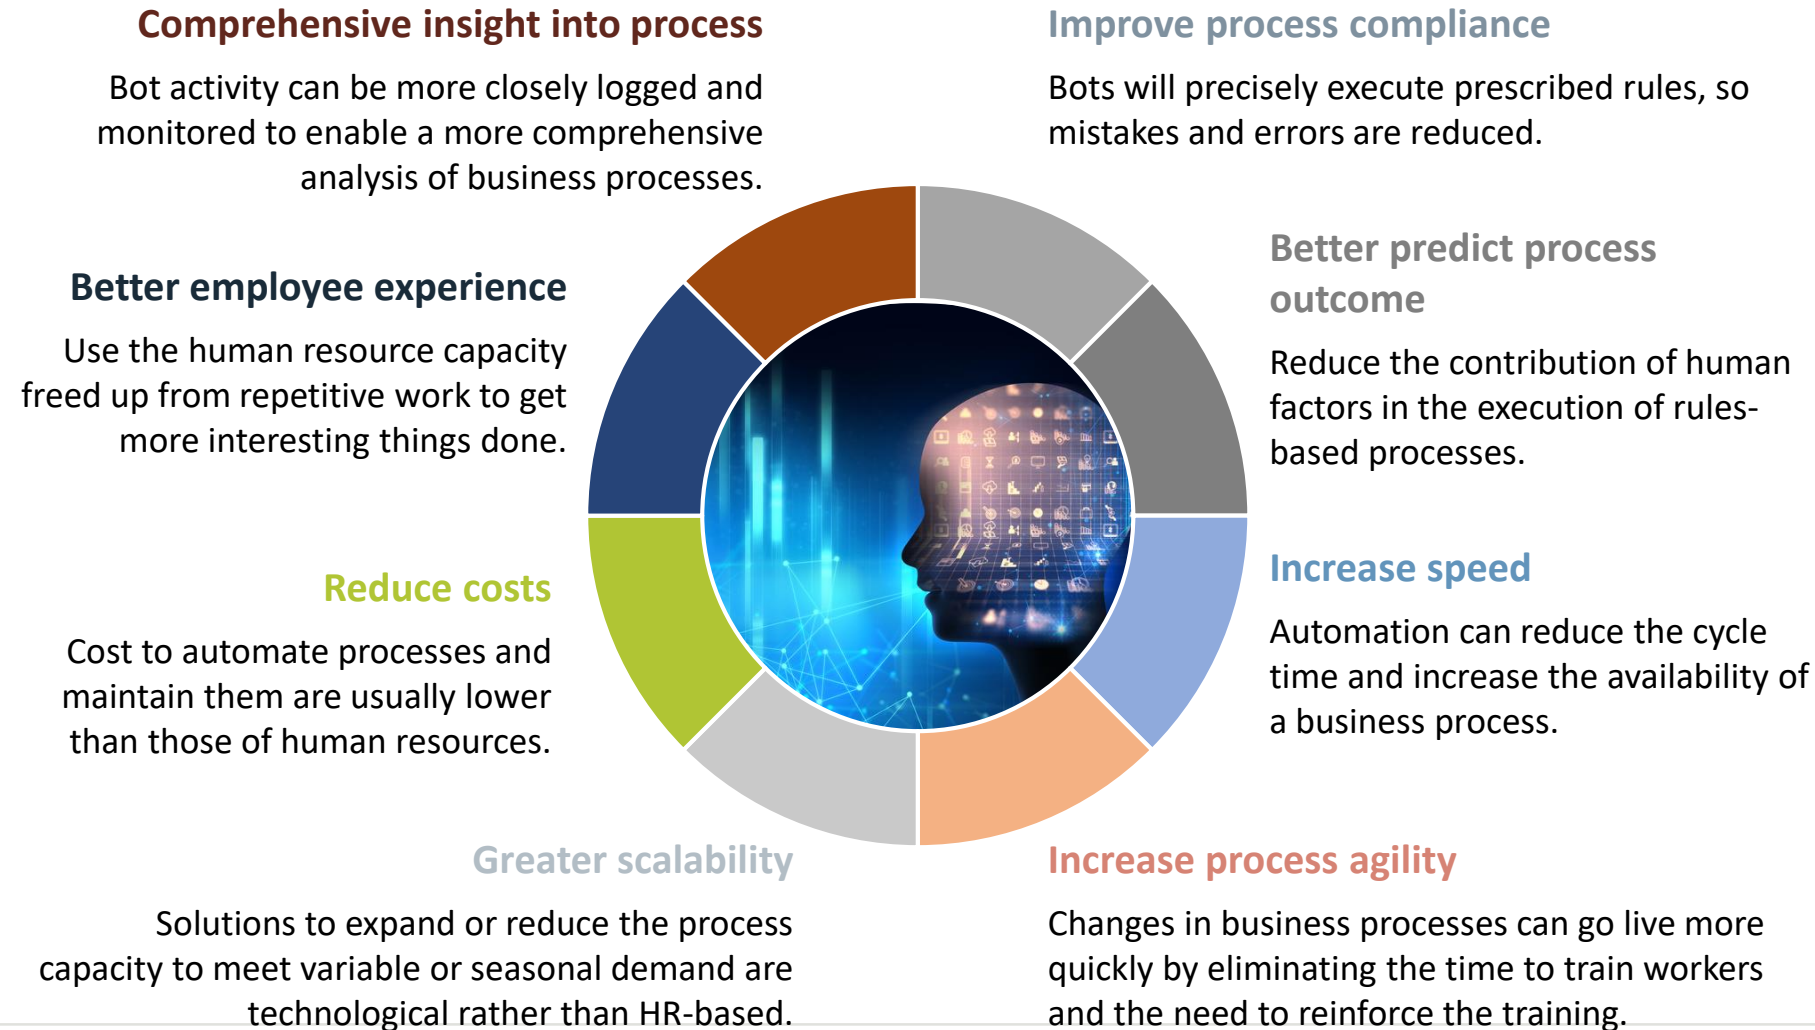 Comprehensive insight into process
Bot activity can be more closely logged and
monitored to enable a more comprehensive
analysis of business processes.
Improve process compliance
Bots will precisely execute prescribed rules, so
mistakes and errors are reduced.
Better employee experience
Use the human resource capacity
freed up from repetitive work to get
more interesting things done.
Better predict process
outcome
Reduce the contribution of human
factors in the execution of rules-
based processes.
Reduce costs
Cost to automate processes and
maintain them are usually lower
than those of human resources.
Increase speed
Automation can reduce the cycle
time and increase the availability of
a business process.
Greater scalability
Solutions to expand or reduce the process
capacity to meet variable or seasonal demand are
technological rather than HR-based.
Increase process agility
Changes in business processes can go live more
quickly by eliminating the time to train workers
and the need to reinforce the training.